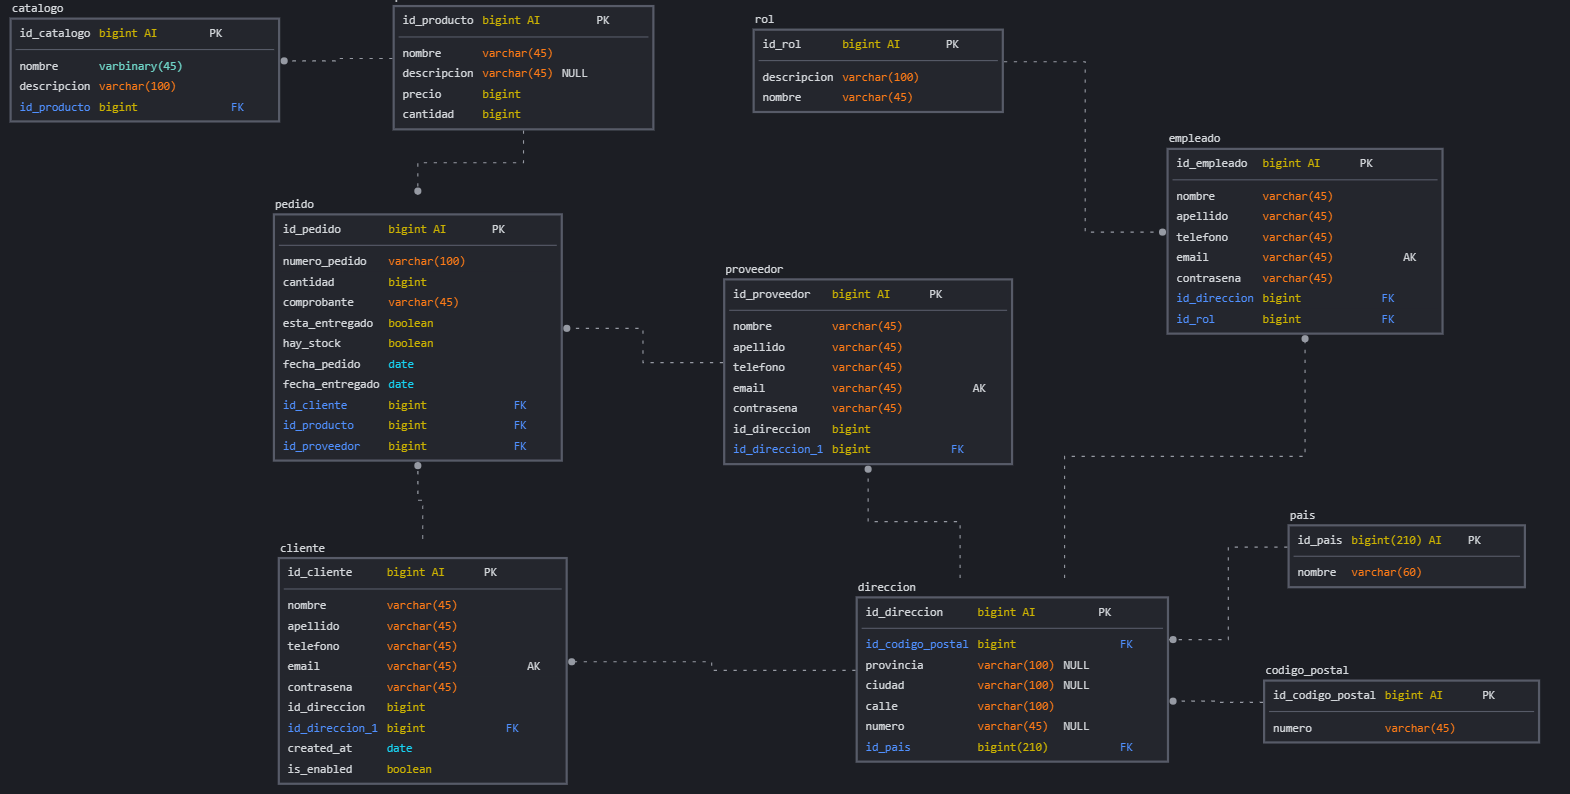 catalogo
id_catalogo bigint AI PK
nombre varbinary(45)
descripcion varchar(100)
id_producto bigint FK
id_producto bigint AI PK
nombre varchar(45)
descripcion varchar(45) NULL
precio bigint
cantidad bigint
rol
id_rol bigint AI PK
descripcion varchar(100)
nombre varchar(45)
empleado
id_empleado bigint AI PK
nombre varchar(45)
apellido varchar(45)
telefono varchar(45)
email varchar(45) AK
contrasena varchar(45)
id_direccion bigint FK
id_rol bigint FK
pedido
id_pedido bigint AI PK
numero_pedido varchar(100)
cantidad bigint
comprobante varchar(45)
esta_entregado boolean
hay_stock boolean
fecha_pedido date
fecha_entregado date
id_cliente bigint FK
id_producto bigint FK
id_proveedor bigint FK
proveedor
id_proveedor bigint AI PK
nombre varchar(45)
apellido varchar(45)
telefono varchar(45)
email varchar(45) AK
contrasena varchar(45)
id_direccion bigint
id_direccion_1 bigint FK
cliente
id_cliente bigint AI PK
nombre varchar(45)
apellido varchar(45)
telefono varchar(45)
email varchar(45) AK
contrasena varchar(45)
id_direccion bigint
id_direccion_1 bigint FK
created_at date
is_enabled boolean
direccion
id_direccion bigint AI PK
id_codigo_postal bigint FK
provincia varchar(100) NULL
ciudad varchar(100) NULL
calle varchar(100)
numero varchar(45) NULL
id_pais bigint(210) FK
pais
id_pais bigint(210) AI PK
nombre varchar(60)
codigo_postal
id_codigo_postal bigint AI PK
numero varchar(45)